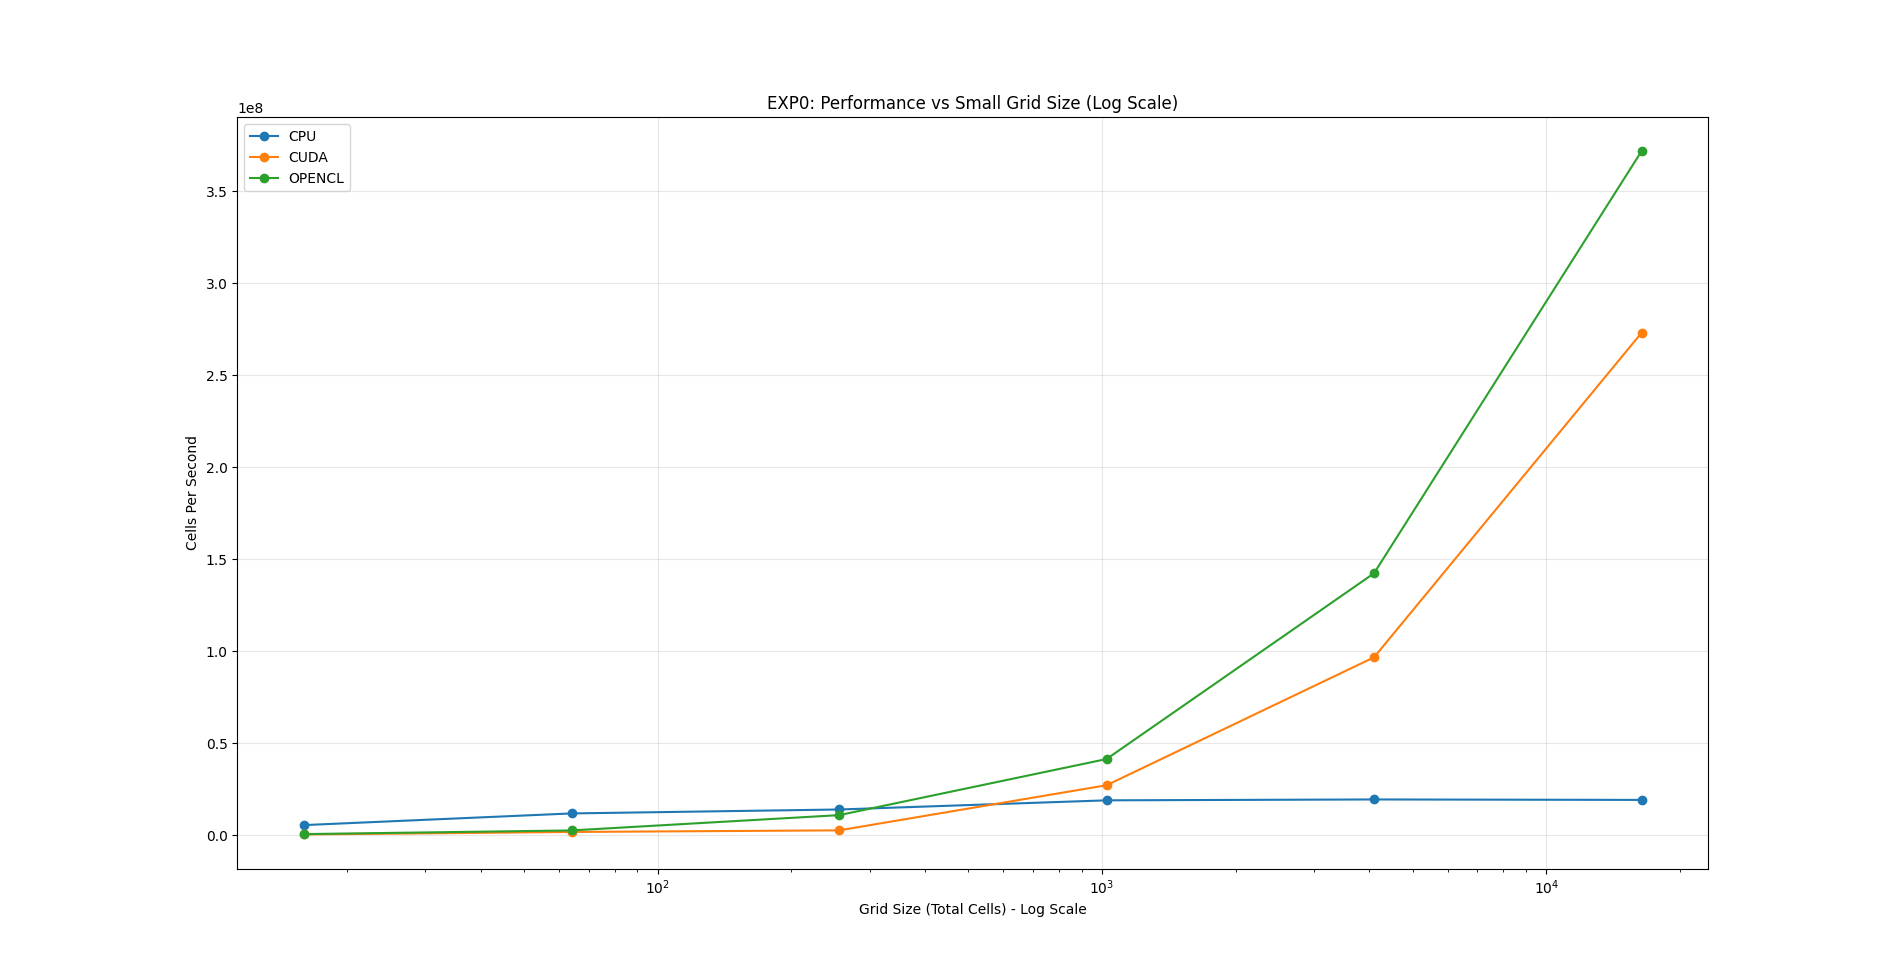 EXP0: Performance vs Small Grid Size (Log Scale)
1e8
CPU
CUDA
OPENCL
3.5
3.0
2.5
2.0
1.5
1.0
0.5
0.0
Cells Per Second
10² 10³ 10⁴
Grid Size (Total Cells) - Log Scale